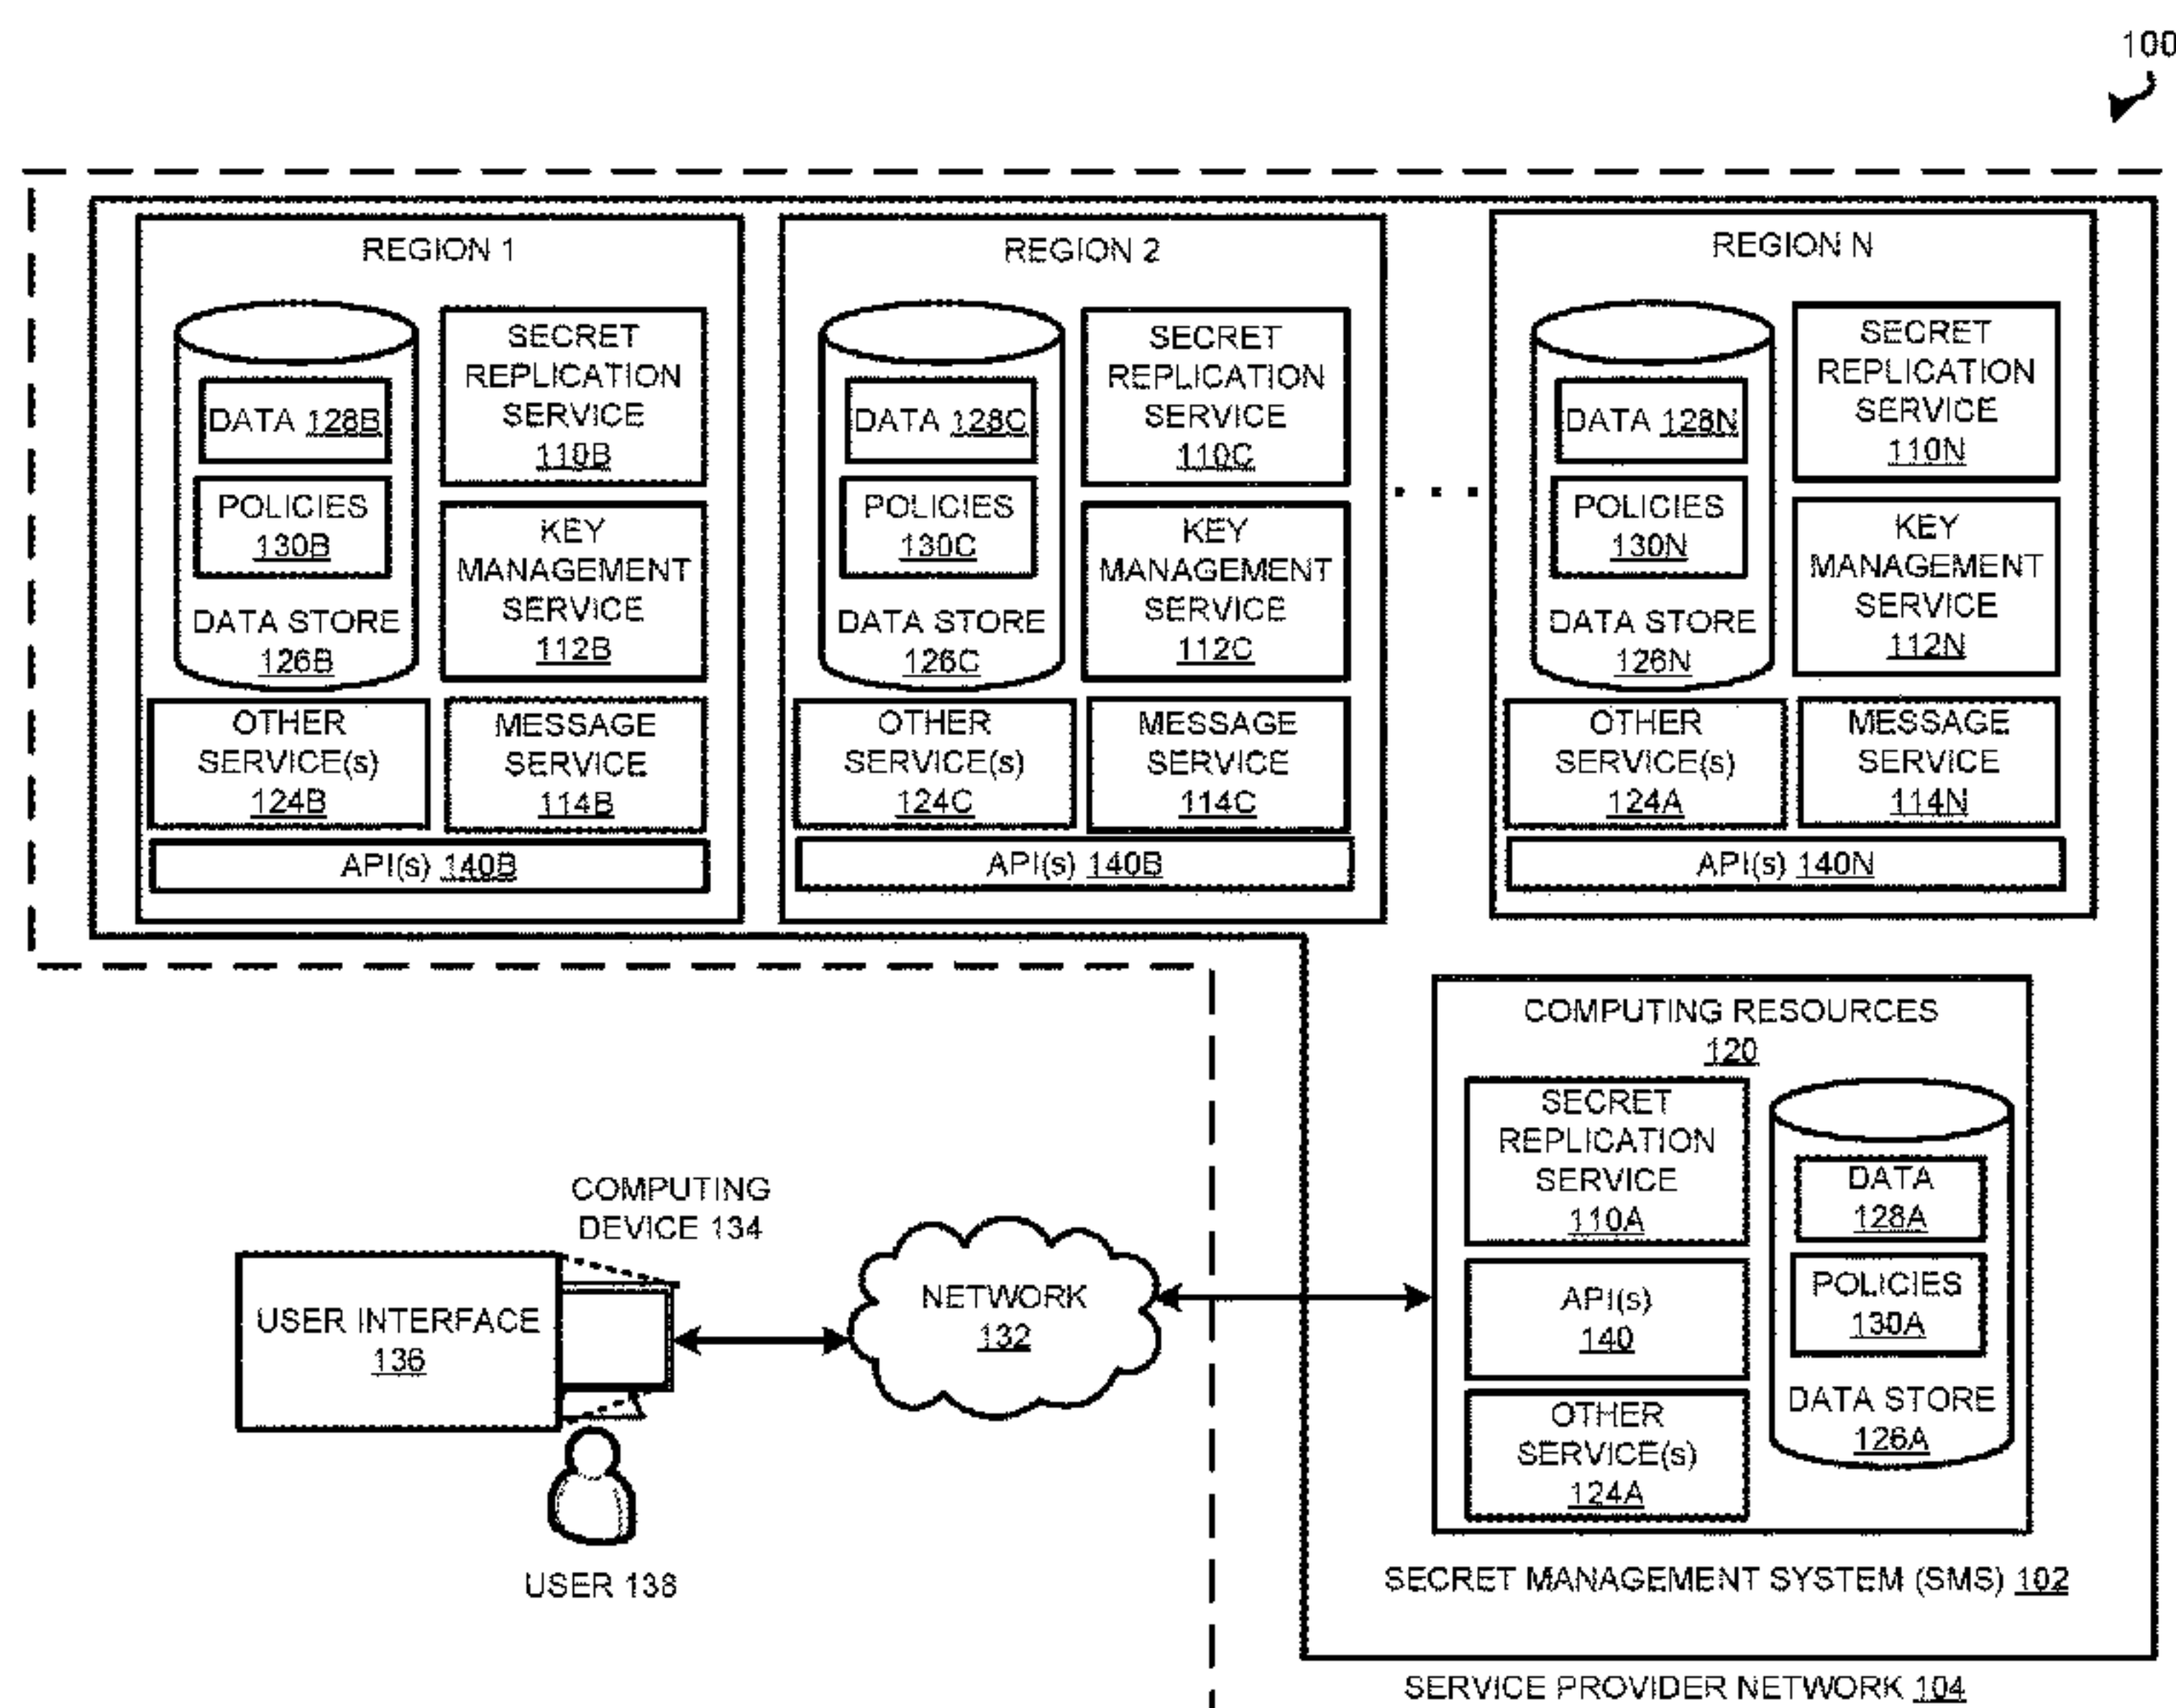 100
REGION 1
DATA 128B
POLICIES
130B
DATA STORE
126B
SECRET
REPLICATION
SERVICE
110B
KEY
MANAGEMENT
SERVICE
112B
OTHER
SERVICE(s)
124B
MESSAGE
SERVICE
114B
API(s) 140B
REGION 2
DATA 128C
POLICIES
130C
DATA STORE
126C
SECRET
REPLICATION
SERVICE
110C
KEY
MANAGEMENT
SERVICE
112C
OTHER
SERVICE(s)
124C
MESSAGE
SERVICE
114C
API(s) 140B
. . .
REGION N
DATA 128N
POLICIES
130N
DATA STORE
126N
SECRET
REPLICATION
SERVICE
110N
KEY
MANAGEMENT
SERVICE
112N
OTHER
SERVICE(s)
124A
MESSAGE
SERVICE
114N
API(s) 140N
COMPUTING RESOURCES
120
SECRET
REPLICATION
SERVICE
110A
API(s)
140
OTHER
SERVICE(s)
124A
DATA
128A
POLICIES
130A
DATA STORE
126A
COMPUTING
DEVICE 134
USER INTERFACE
136
NETWORK
132
USER 138
SECRET MANAGEMENT SYSTEM (SMS) 102
SERVICE PROVIDER NETWORK 104